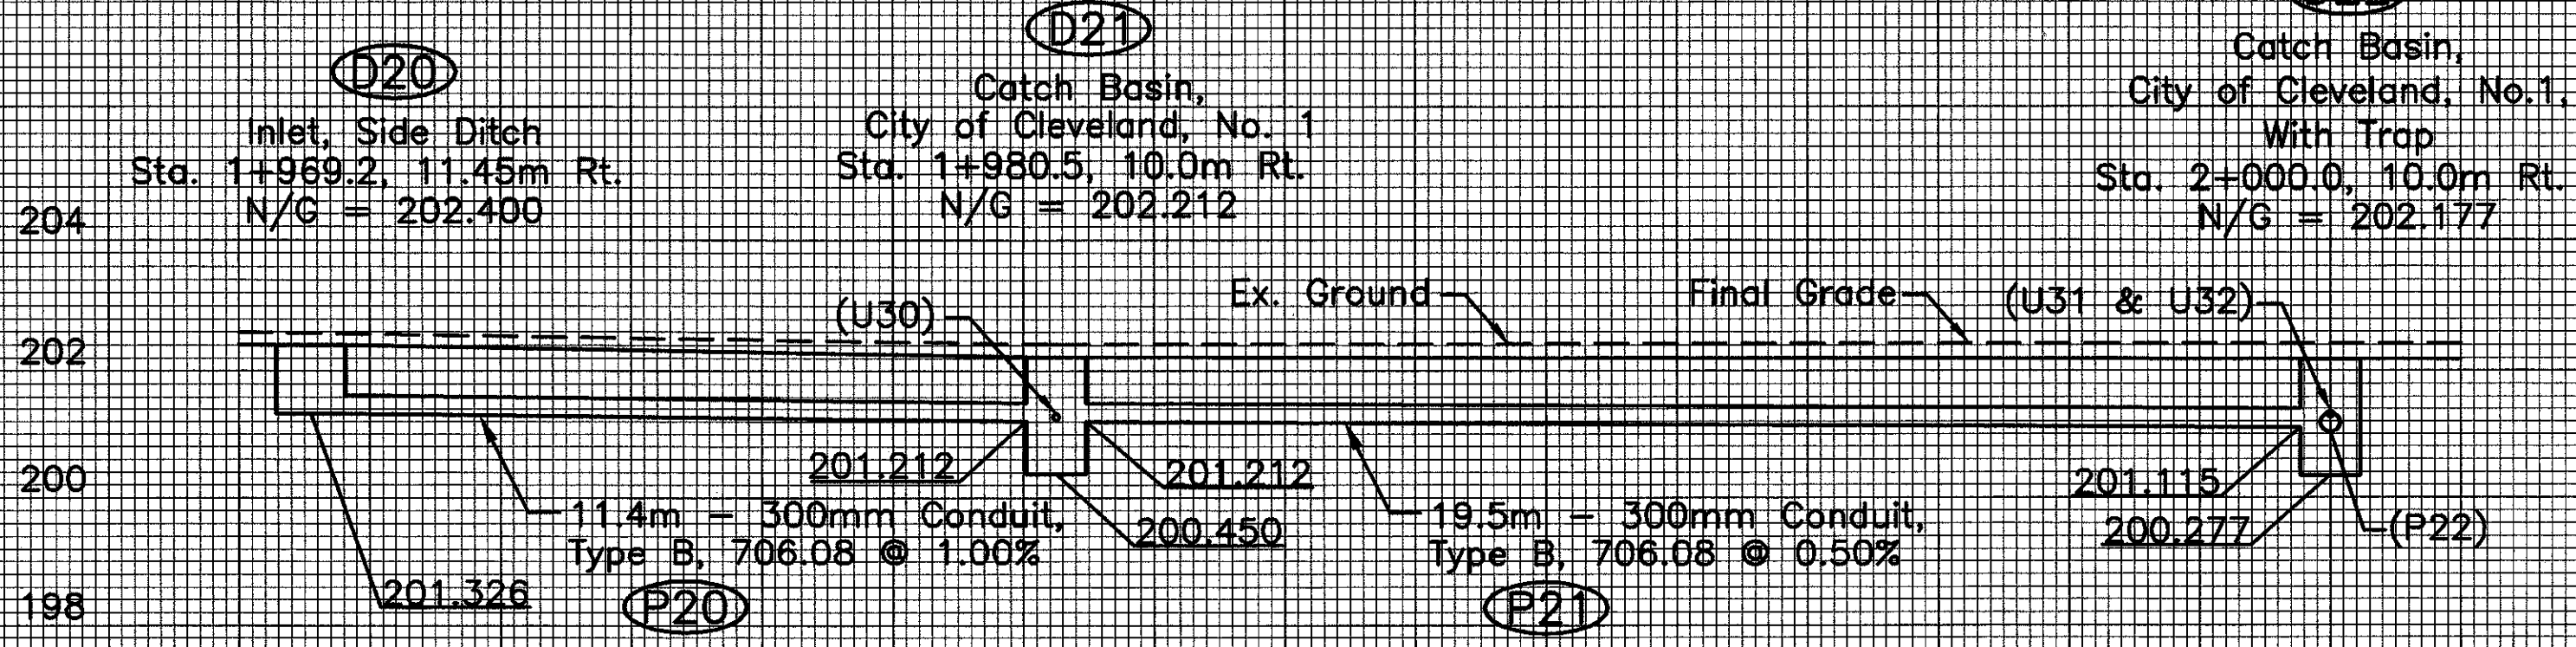 D20
Inlet, Side Ditch
Sta. 1+969.2, 11.45m Rt.
N/G = 202.400
D21
Catch Basin,
City of Cleveland, No. 1
Sta. 1+980.5, 10.0m Rt.
N/G = 202.212
Catch Basin,
City of Cleveland, No.1,
With Trap
Sta. 2+000.0, 10.0m Rt.
N/G = 202.177
204
202
200
198
(U30)
Ex. Ground
Final Grade
(U31 & U32)
201.212
201.212
200.450
201.115
200.277
(P22)
11.4m - 300mm Conduit,
Type B, 706.08 @ 1.00%
P20
201.326
19.5m - 300mm Conduit,
Type B, 706.08 @ 0.50%
P21